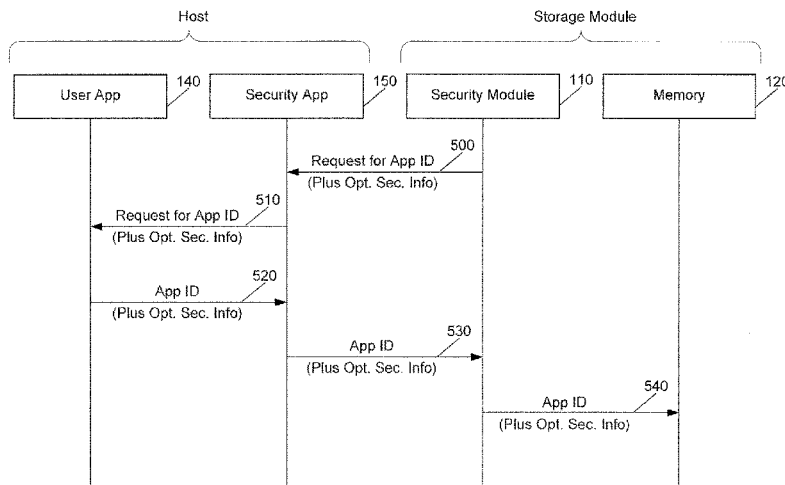 Host
Storage Module
User App
140
Security App
150
Security Module
110
Memory
120
Request for App ID
500
(Plus Opt. Sec. Info)
Request for App ID
510
(Plus Opt. Sec. Info)
App ID
520
(Plus Opt. Sec. Info)
App ID
530
(Plus Opt. Sec. Info)
App ID
540
(Plus Opt. Sec. Info)